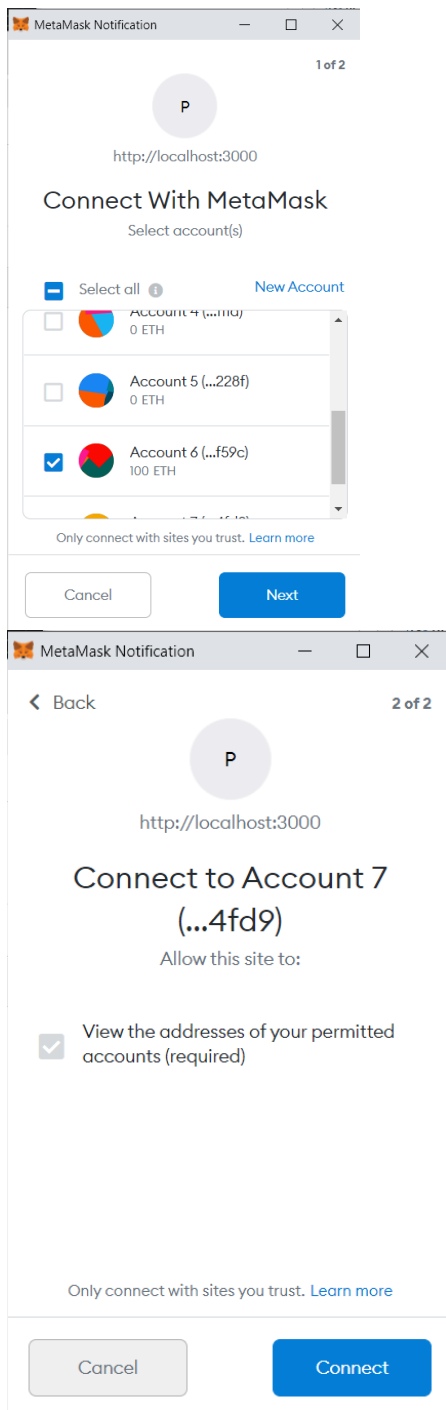 MetaMask Notification
1 of 2
P
http://localhost:3000
Connect With MetaMask
Select account(s)
Select all
New Account
Account 4
0 ETH
Account 5 (...228f)
0 ETH
Account 6 (...f59c)
100 ETH
Only connect with sites you trust. Learn more
Cancel
Next
MetaMask Notification
Back
2 of 2
P
http://localhost:3000
Connect to Account 7
(...4fd9)
Allow this site to:
View the addresses of your permitted
accounts (required)
Only connect with sites you trust. Learn more
Cancel
Connect